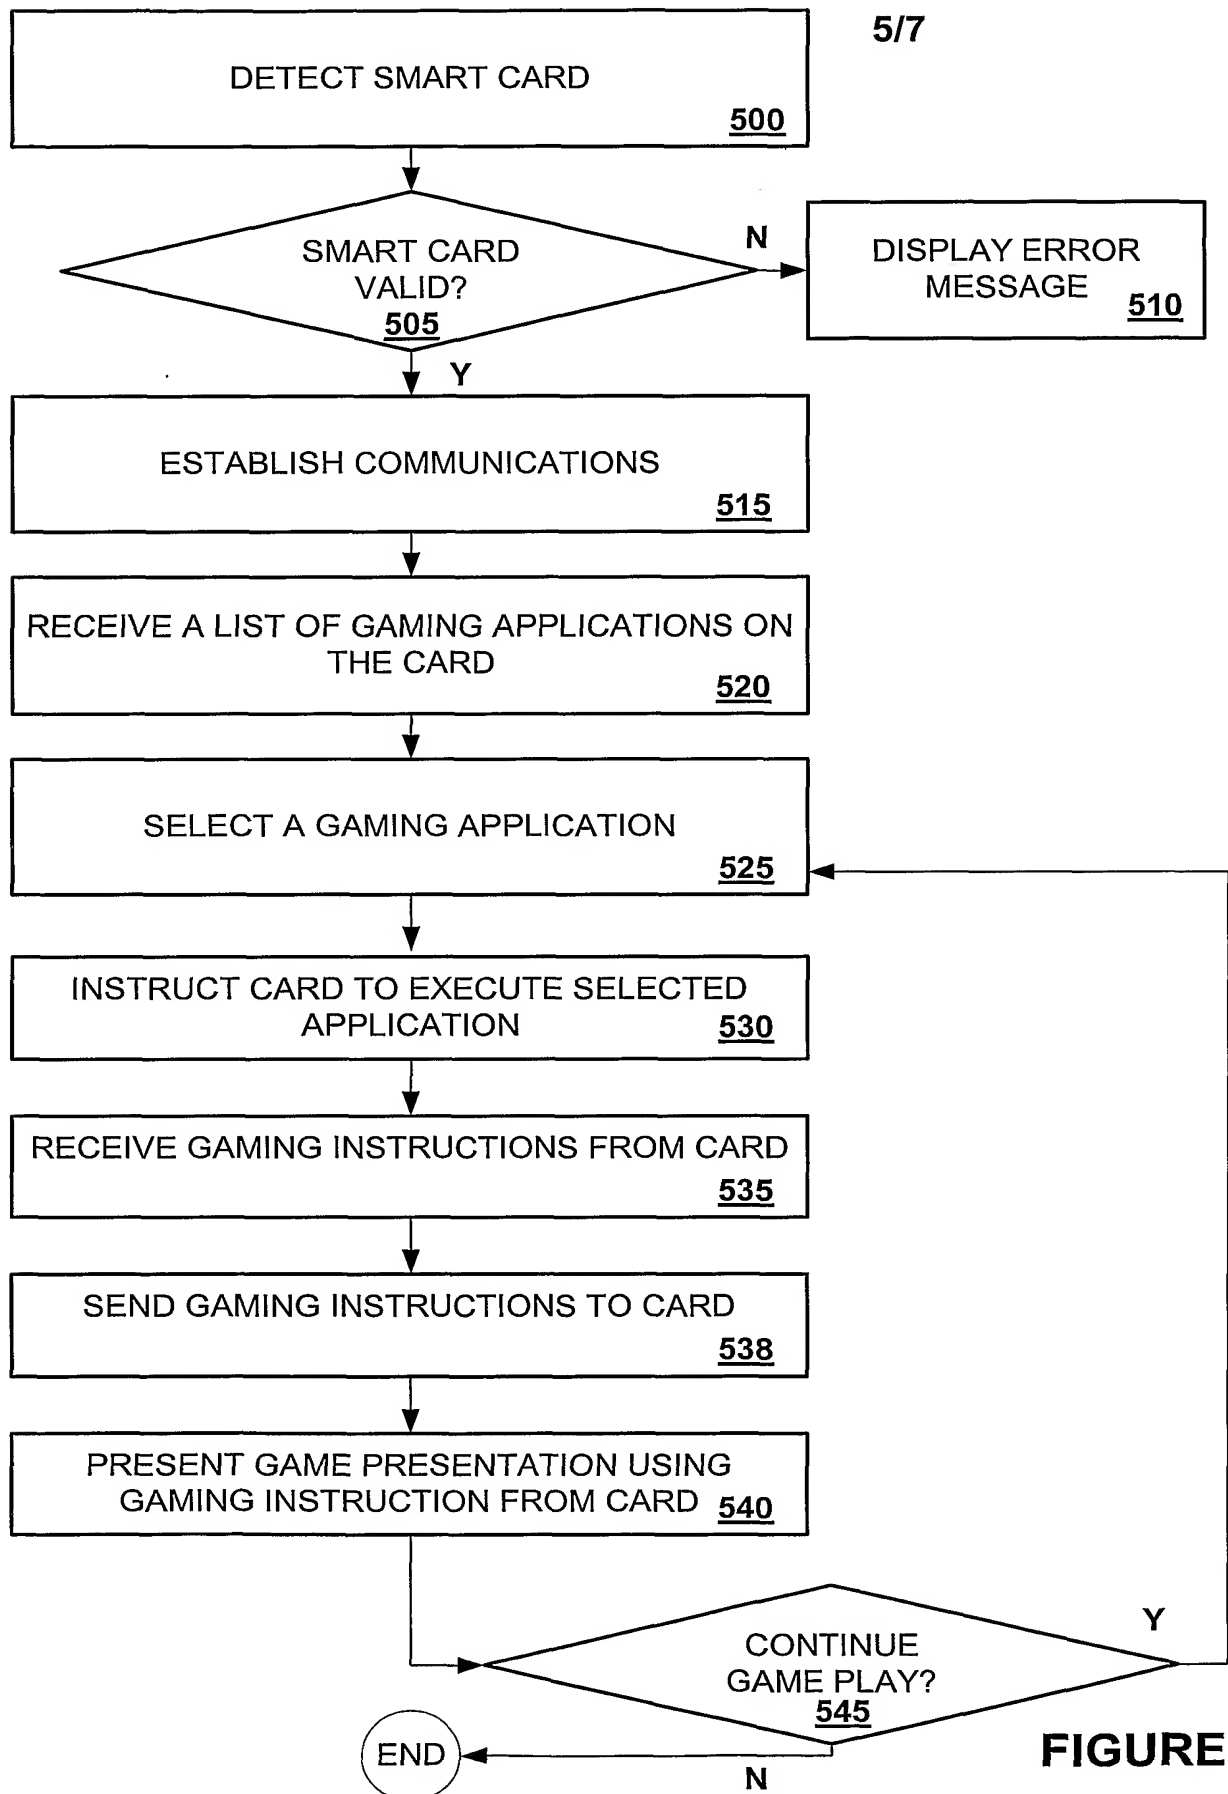 5/7
DETECT SMART CARD
500
SMART CARD
VALID?
505
N
DISPLAY ERROR
MESSAGE
510
Y
ESTABLISH COMMUNICATIONS
515
RECEIVE A LIST OF GAMING APPLICATIONS ON
THE CARD
520
SELECT A GAMING APPLICATION
525
INSTRUCT CARD TO EXECUTE SELECTED
APPLICATION
530
RECEIVE GAMING INSTRUCTIONS FROM CARD
535
SEND GAMING INSTRUCTIONS TO CARD
538
PRESENT GAME PRESENTATION USING
GAMING INSTRUCTION FROM CARD
540
CONTINUE
GAME PLAY?
545
Y
N
END
FIGURE